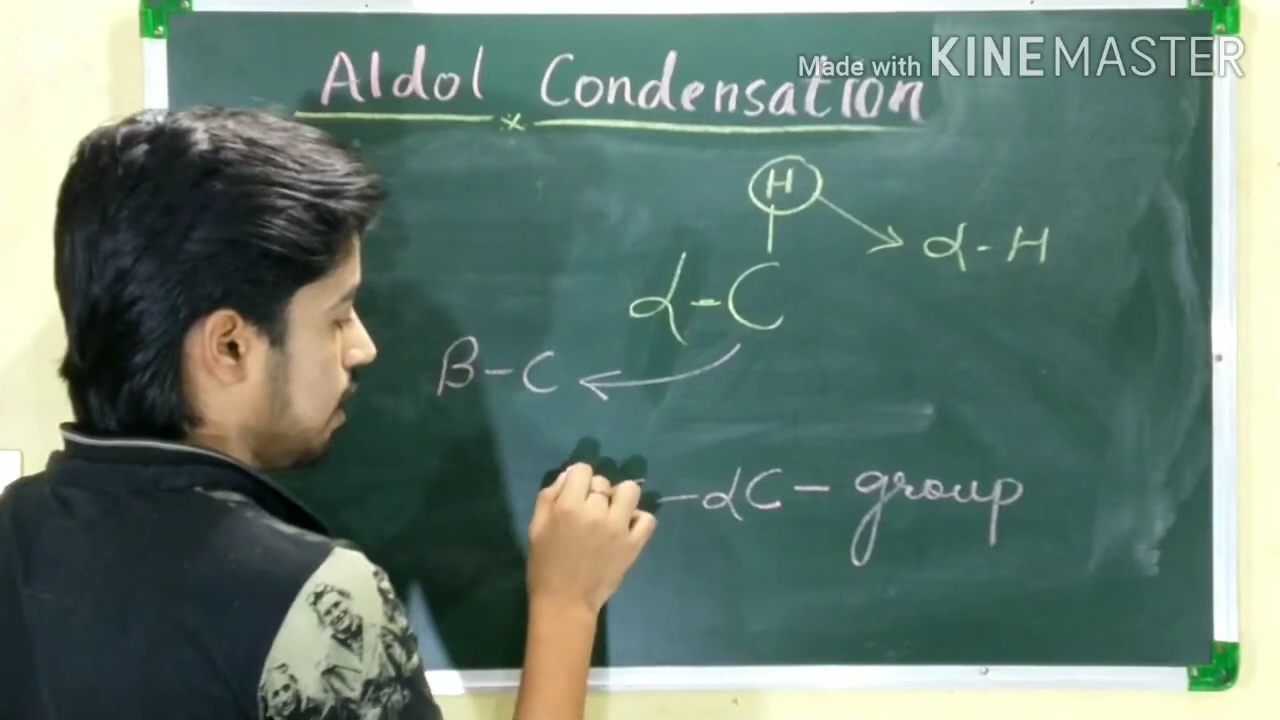 Made with KINEMASTER
Aldol Condensation
H
α-H
α-C
B-C
-αC- group